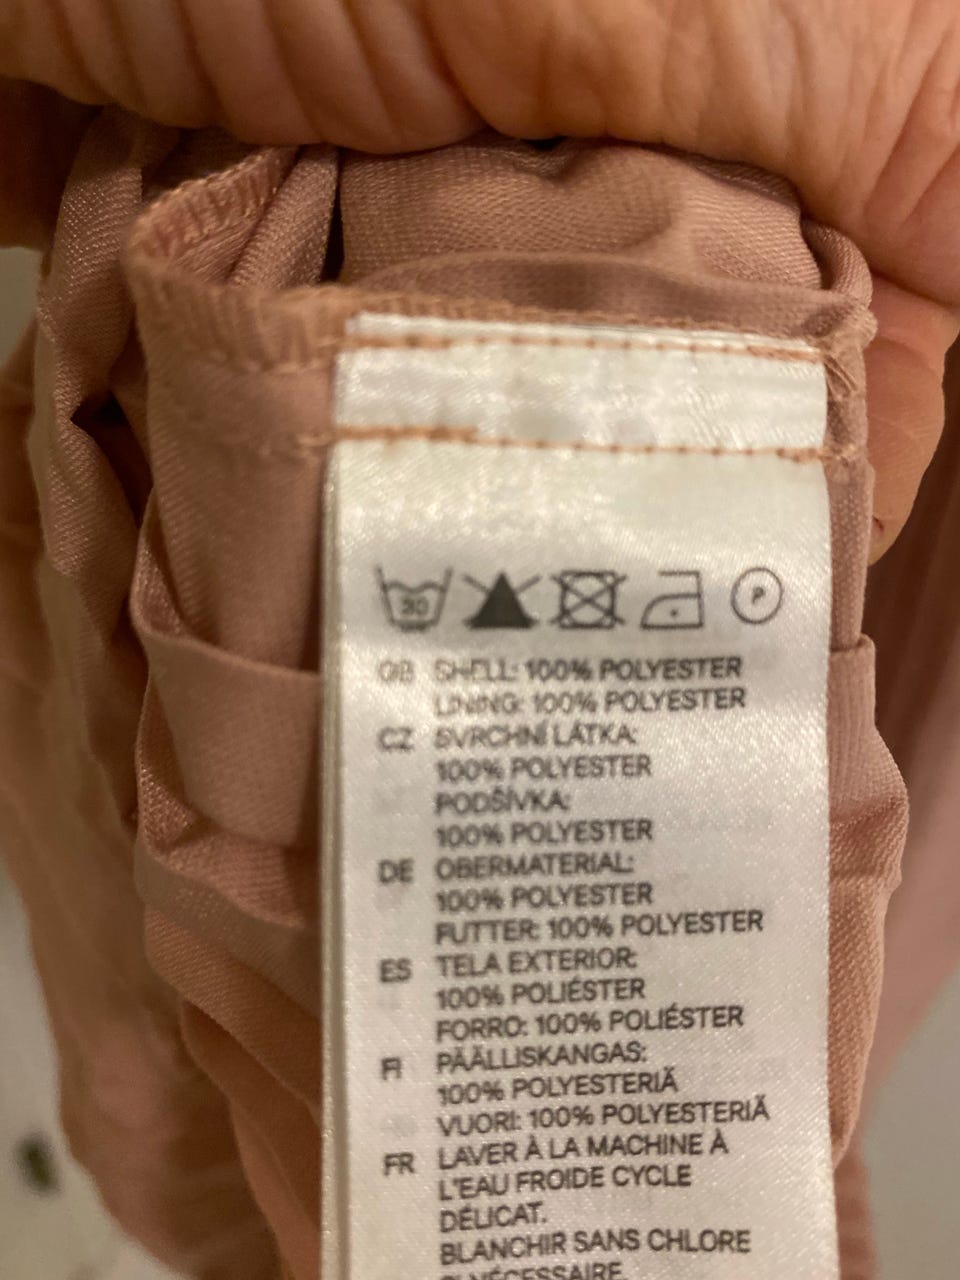 30
P
GB SHELL: 100% POLYESTER
LINING: 100% POLYESTER
CZ SVRCHNÍ LÁTKA:
100% POLYESTER
PODŠÍVKA:
100% POLYESTER
DE OBERMATERIAL:
100% POLYESTER
FUTTER: 100% POLYESTER
ES TELA EXTERIOR:
100% POLIÉSTER
FORRO: 100% POLIÉSTER
FI PÄÄLLISKANGAS:
100% POLYESTERIÄ
VUORI: 100% POLYESTERIÄ
FR LAVER À LA MACHINE À
L'EAU FROIDE CYCLE
DÉLICAT.
BLANCHIR SANS CHLORE
SI NÉCESSAIRE.